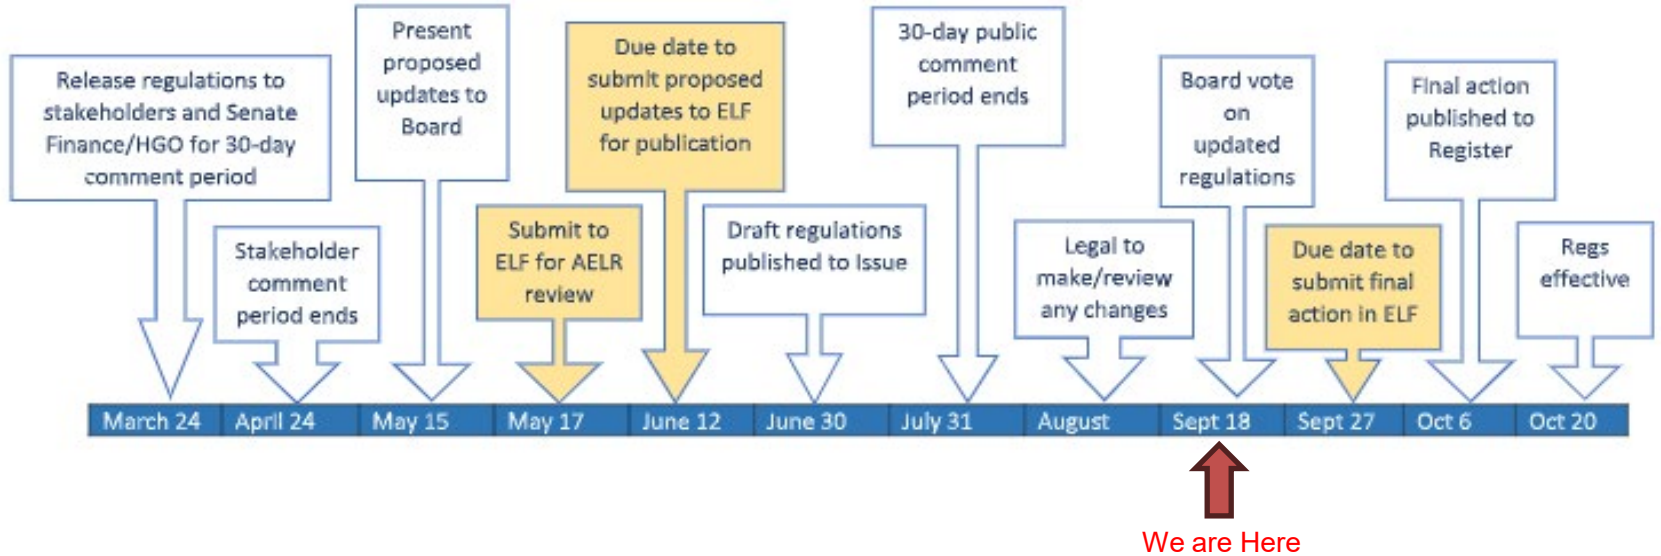 Release regulations to
stakeholders and Senate
Finance/HGO for 30-day
comment period
Stakeholder
comment
period ends
Present
proposed
updates to
Board
Submit to
ELF for AELR
review
Due date to
submit proposed
updates to ELF
for publication
Draft regulations
published to Issue
30-day public
comment
period ends
Legal to
make/review
any changes
Board vote
on
updated
regulations
Due date to
submit final
action in ELF
Final action
published to
Register
Regs
effective
March 24 April 24 May 15 May 17 June 12 June 30 July 31 August Sept 18 Sept 27 Oct 6 Oct 20
We are Here